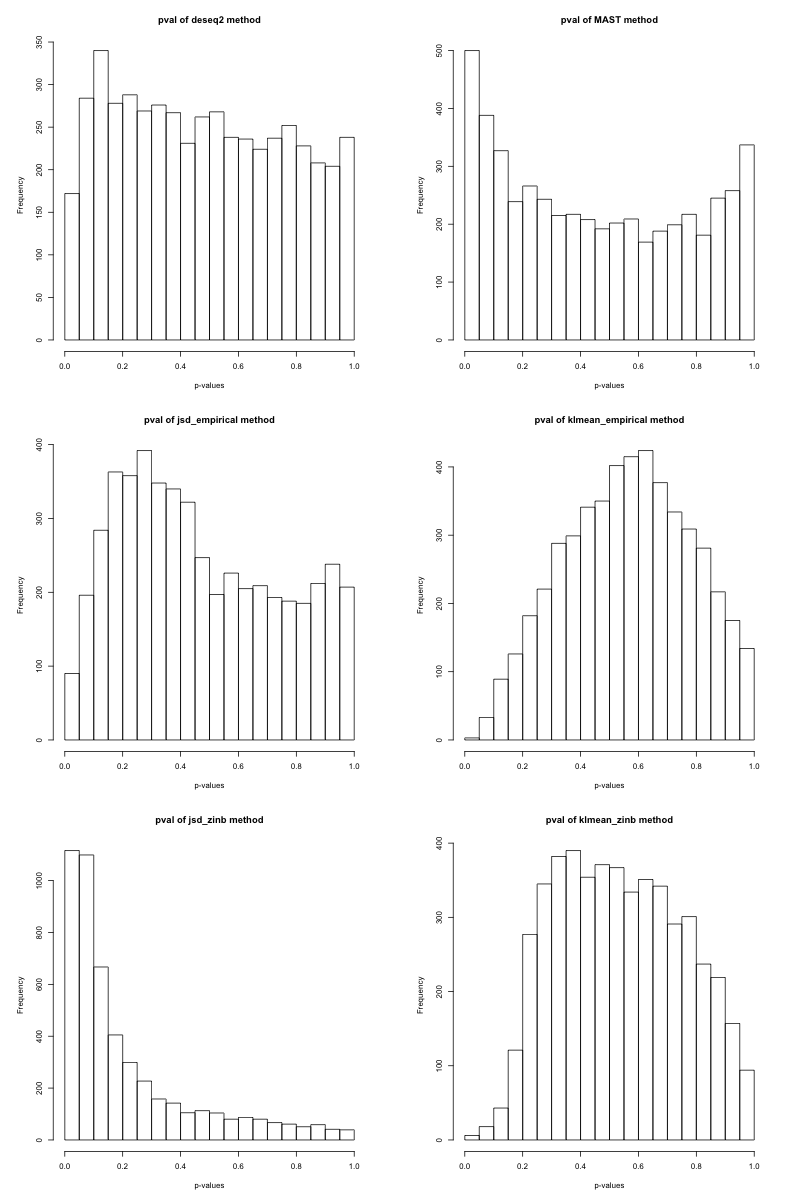 pval of deseq2 method
350
300
250
200
150
100
50
0
Frequency
0.0 0.2 0.4 0.6 0.8 1.0
p-values
pval of MAST method
500
400
300
200
100
0
Frequency
0.0 0.2 0.4 0.6 0.8 1.0
p-values
pval of jsd_empirical method
400
300
200
100
0
Frequency
0.0 0.2 0.4 0.6 0.8 1.0
p-values
pval of klmean_empirical method
400
300
200
100
0
Frequency
0.0 0.2 0.4 0.6 0.8 1.0
p-values
pval of jsd_zinb method
1000
800
600
400
200
0
Frequency
0.0 0.2 0.4 0.6 0.8 1.0
p-values
pval of klmean_zinb method
400
300
200
100
0
Frequency
0.0 0.2 0.4 0.6 0.8 1.0
p-values